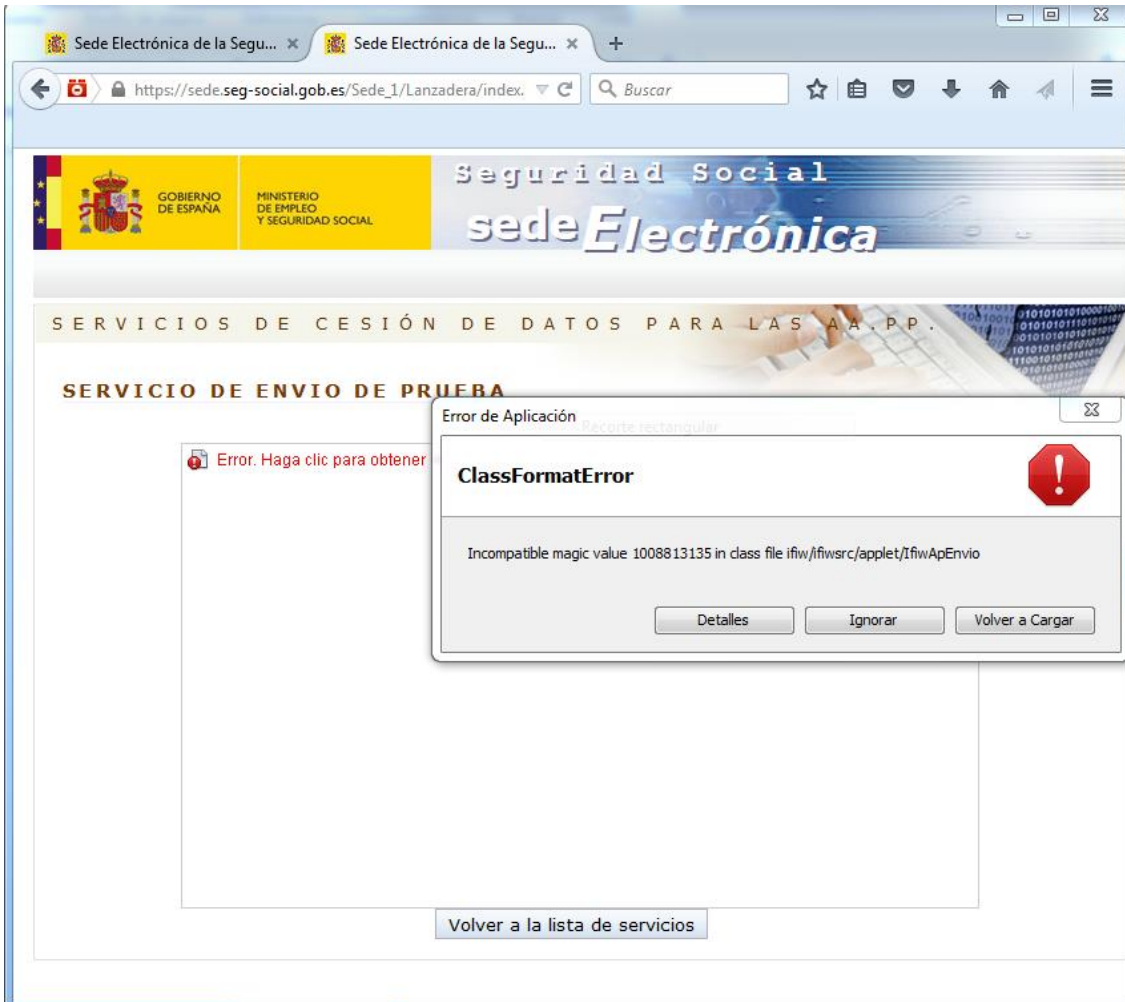 Sede Electrónica de la Segu...
Sede Electrónica de la Segu...
https://sede.seg-social.gob.es/Sede_1/Lanzadera/index.
Buscar
GOBIERNO
DE ESPAÑA
MINISTERIO
DE EMPLEO
Y SEGURIDAD SOCIAL
Seguridad Social
sedeElectrónica
SERVICIOS DE CESIÓN DE DATOS PARA LAS AA.PP.
SERVICIO DE ENVIO DE PRUEBA
Error. Haga clic para obtener
Error de Aplicación
Recorte rectangular
ClassFormatError
Incompatible magic value 1008813135 in class file ifiw/ifiwsrc/applet/IfiwApEnvio
Detalles
Ignorar
Volver a Cargar
Volver a la lista de servicios